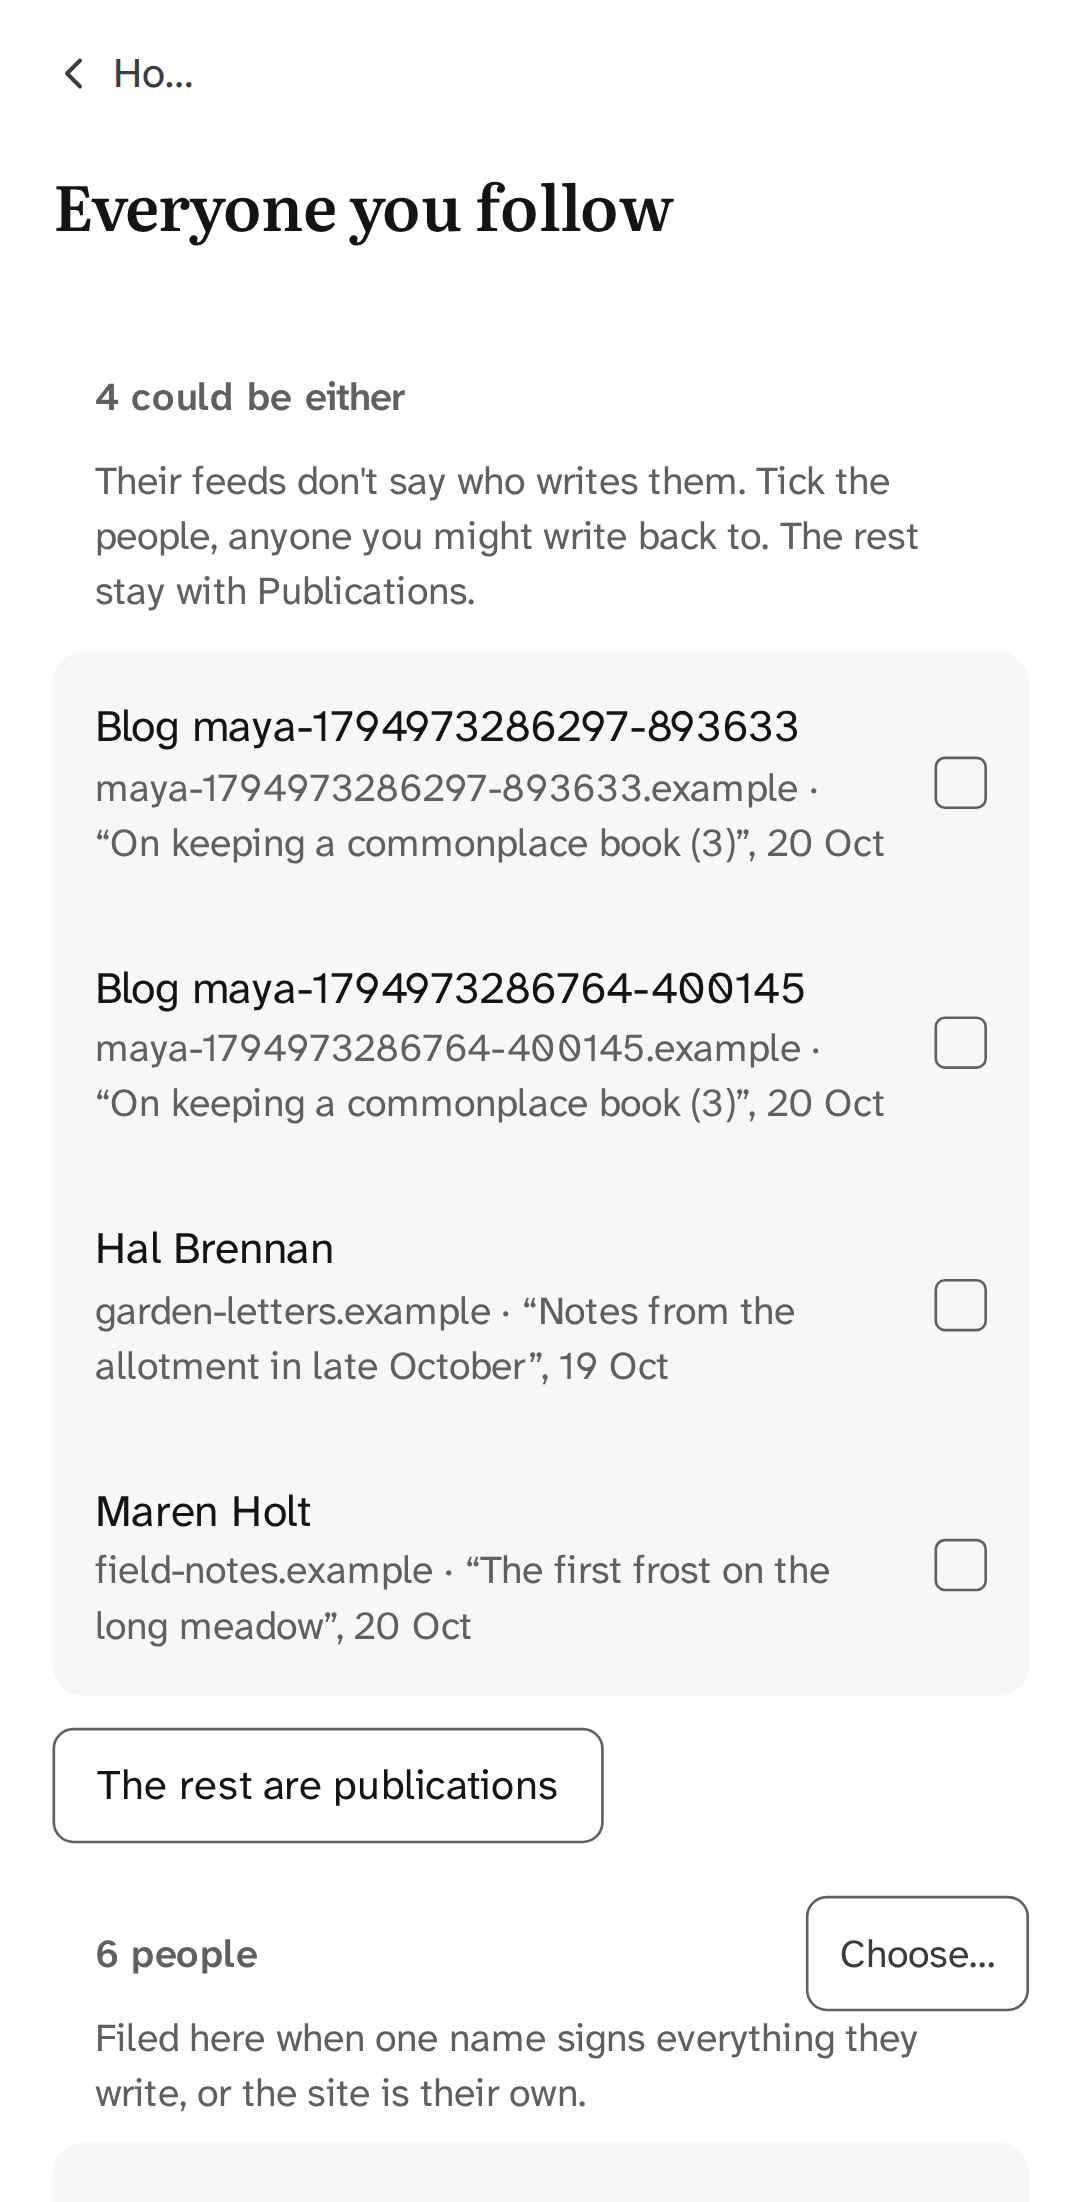 Ho...
Everyone you follow
4 could be either
Their feeds don't say who writes them. Tick the
people, anyone you might write back to. The rest
stay with Publications.
Blog maya-1794973286297-893633
maya-1794973286297-893633.example ·
“On keeping a commonplace book (3)”, 20 Oct
Blog maya-1794973286764-400145
maya-1794973286764-400145.example ·
“On keeping a commonplace book (3)”, 20 Oct
Hal Brennan
garden-letters.example · “Notes from the
allotment in late October”, 19 Oct
Maren Holt
field-notes.example · “The first frost on the
long meadow”, 20 Oct
The rest are publications
6 people
Choose...
Filed here when one name signs everything they
write, or the site is their own.